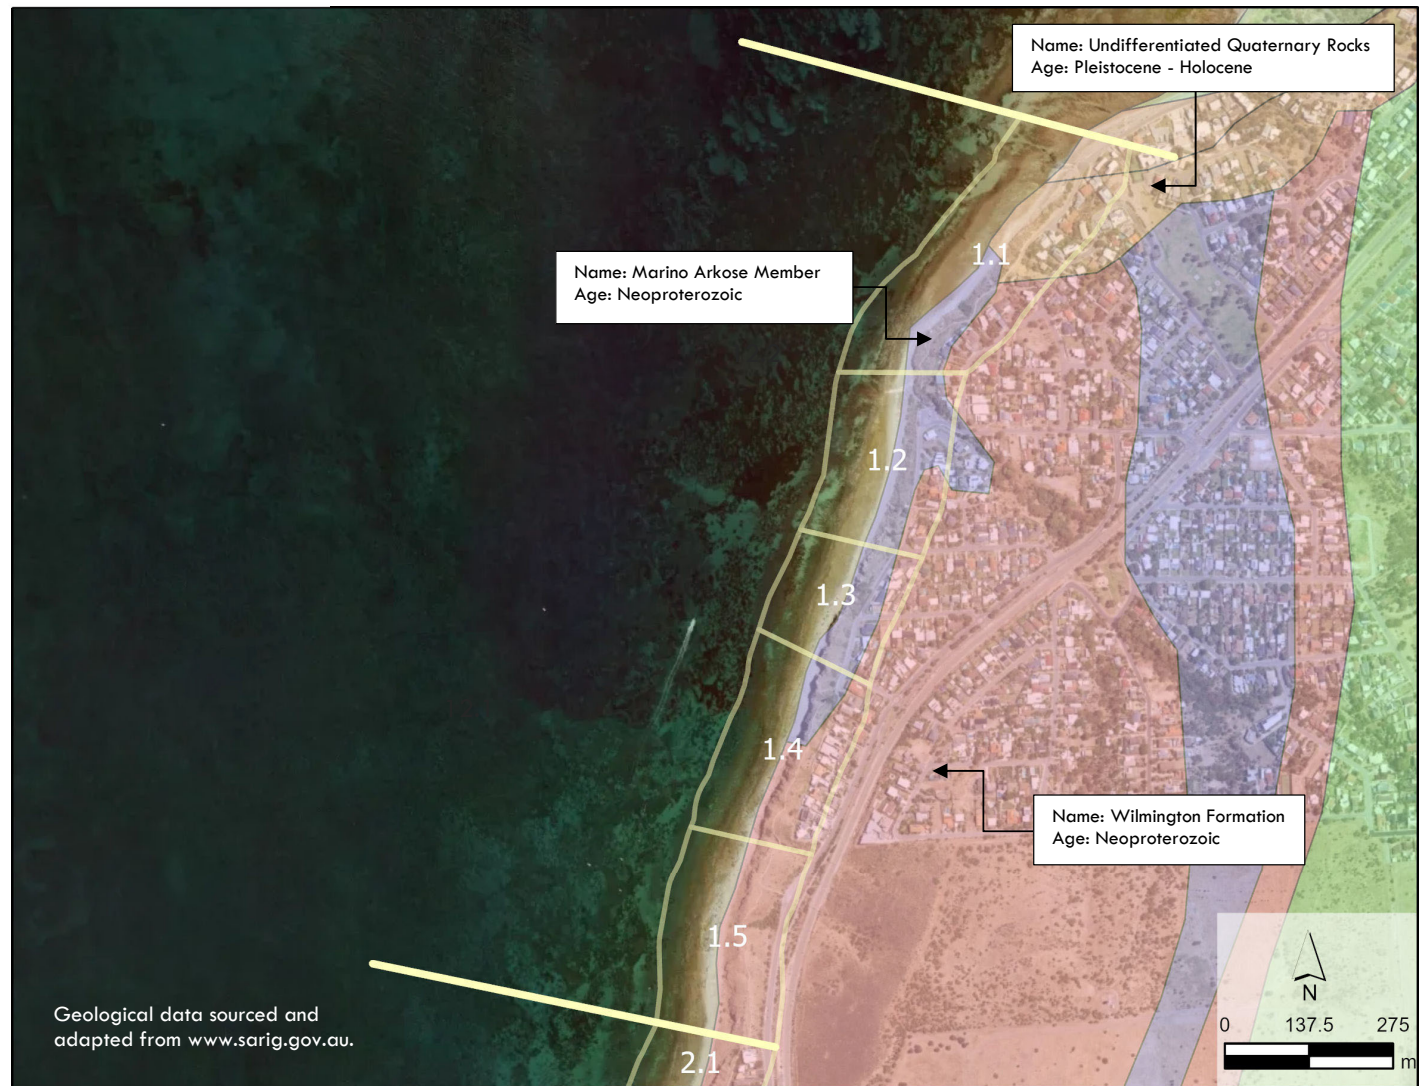 Name: Undifferentiated Quaternary Rocks
Age: Pleistocene - Holocene
1.1
Name: Marino Arkose Member
Age: Neoproterozoic
1.2
1.3
1.4
Name: Wilmington Formation
Age: Neoproterozoic
1.5
N
Geological data sourced and
adapted from www.sarig.gov.au.
0 137.5 275
m
2.1